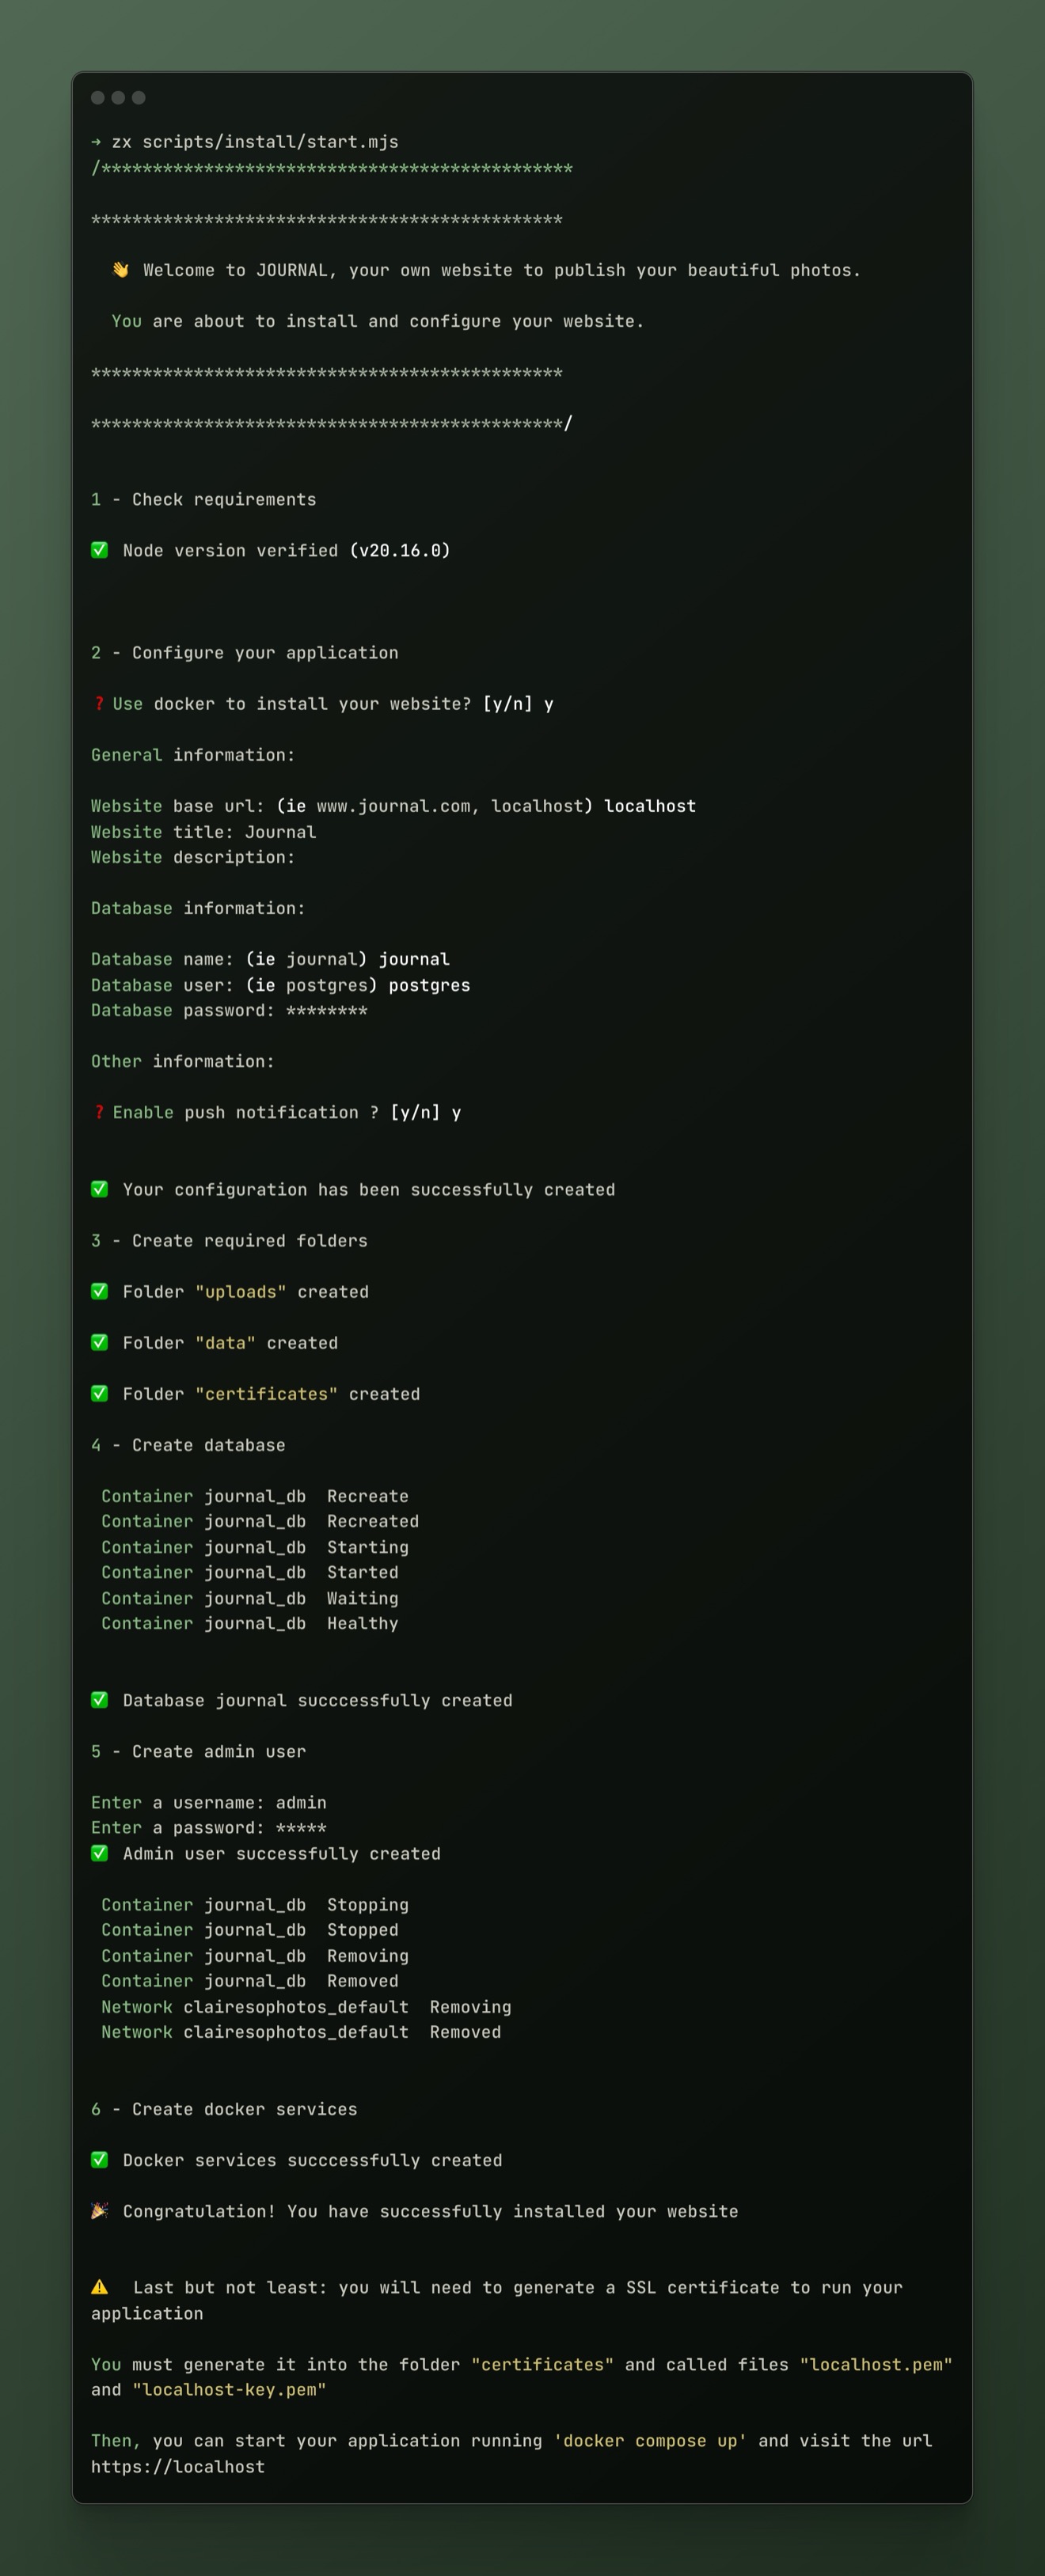 ➜ zx scripts/install/start.mjs
/**********************************************
**********************************************
👋 Welcome to JOURNAL, your own website to publish your beautiful photos.
You are about to install and configure your website.
**********************************************
**********************************************/
1 - Check requirements
✅ Node version verified (v20.16.0)
2 - Configure your application
❓Use docker to install your website? [y/n] y
General information:
Website base url: (ie www.journal.com, localhost) localhost
Website title: Journal
Website description:
Database information:
Database name: (ie journal) journal
Database user: (ie postgres) postgres
Database password: ********
Other information:
❓Enable push notification ? [y/n] y
✅ Your configuration has been successfully created
3 - Create required folders
✅ Folder "uploads" created
✅ Folder "data" created
✅ Folder "certificates" created
4 - Create database
Container journal_db  Recreate
Container journal_db  Recreated
Container journal_db  Starting
Container journal_db  Started
Container journal_db  Waiting
Container journal_db  Healthy
✅ Database journal succcessfully created
5 - Create admin user
Enter a username: admin
Enter a password: *****
✅ Admin user successfully created
Container journal_db  Stopping
Container journal_db  Stopped
Container journal_db  Removing
Container journal_db  Removed
Network clairesophotos_default  Removing
Network clairesophotos_default  Removed
6 - Create docker services
✅ Docker services succcessfully created
🎉 Congratulation! You have successfully installed your website
⚠️ Last but not least: you will need to generate a SSL certificate to run your
application
You must generate it into the folder "certificates" and called files "localhost.pem"
and "localhost-key.pem"
Then, you can start your application running 'docker compose up' and visit the url
https://localhost